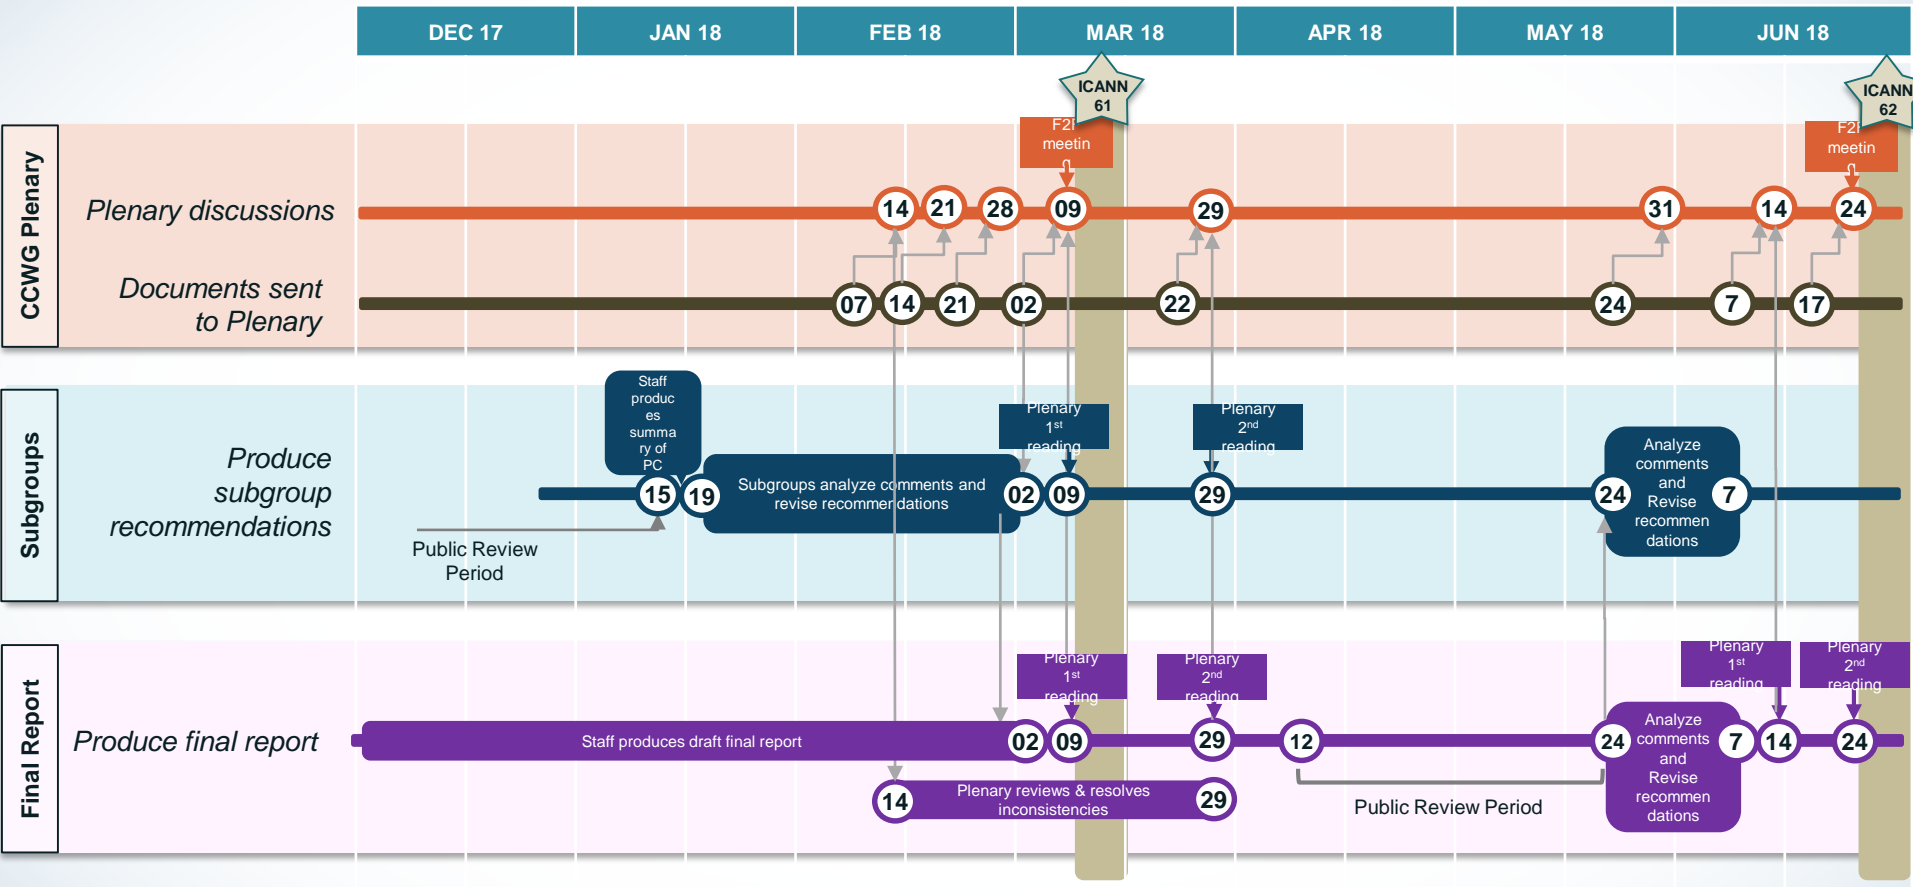 DEC 17
JAN 18
FEB 18
MAR 18
APR 18
MAY 18
JUN 18
ICANN
61
ICANN
62
CCWG Plenary
F2F
meetin
g
F2F
meetin
g
Plenary discussions
14
21
28
09
29
31
14
24
Documents sent
to Plenary
07
14
21
02
22
24
7
17
Subgroups
Staff
produc
es
summa
ry of
PC
Plenary
1st
reading
Plenary
2nd
reading
Produce
subgroup
recommendations
15
19
Subgroups analyze comments and
revise recommendations
02
09
29
24
Analyze
comments
and
Revise
recommen
dations
7
Public Review
Period
Final Report
Plenary
1st
reading
Plenary
2nd
reading
Plenary
1st
reading
Plenary
2nd
reading
Produce final report
Staff produces draft final report
02
09
29
12
24
Analyze
comments
and
Revise
recommen
dations
7
14
24
14
Plenary reviews & resolves
inconsistencies
29
Public Review Period